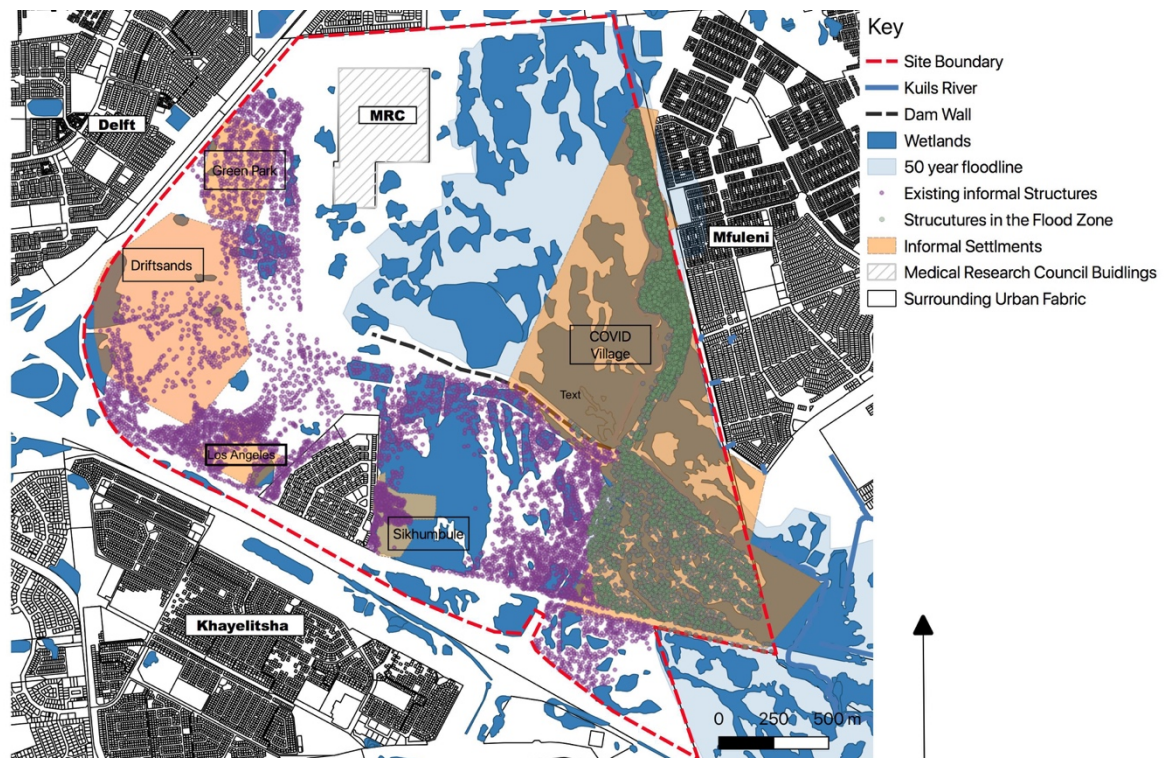 Key
Site Boundary
Kuils River
Dam Wall
Wetlands
50 year floodline
Existing informal Structures
Strucutures in the Flood Zone
Informal Settlments
Medical Research Council Buidlings
Surrounding Urban Fabric
MRC
Delft
Green Park
Mfuleni
Driftsands
COVID
Village
Text
Los Angeles
Sikhumbule
Khayelitsha
0 250 500 m